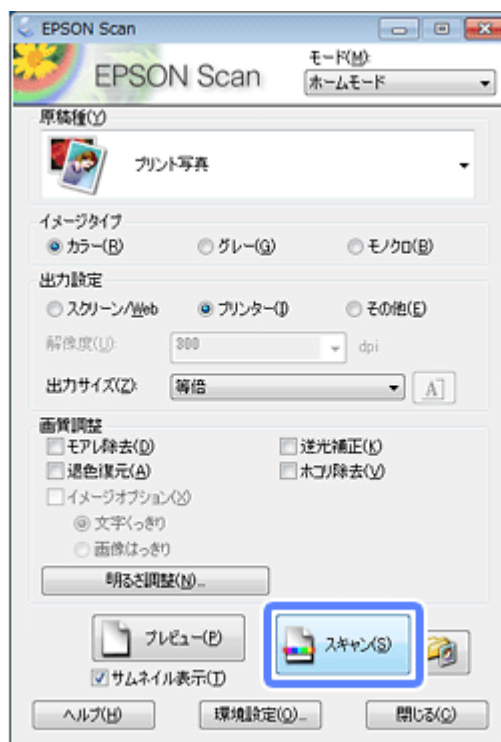 EPSON Scan
EPSON Scan
モード(M):
ホームモード
原稿種(Y)
プリント写真
イメージタイプ
カラー(R)
グレー(G)
モノクロ(B)
出力設定
スクリーン/Web
プリンター(I)
その他(E)
解像度(U):
300
dpi
出力サイズ(Z):
等倍
A
画質調整
モアレ除去(D)
逆光補正(K)
退色復元(A)
ホコリ除去(V)
イメージオプション(X)
文字くっきり
画像はっきり
明るさ調整(N)...
プレビュー(P)
スキャン(S)
サムネイル表示(T)
ヘルプ(H)
環境設定(O)...
閉じる(C)